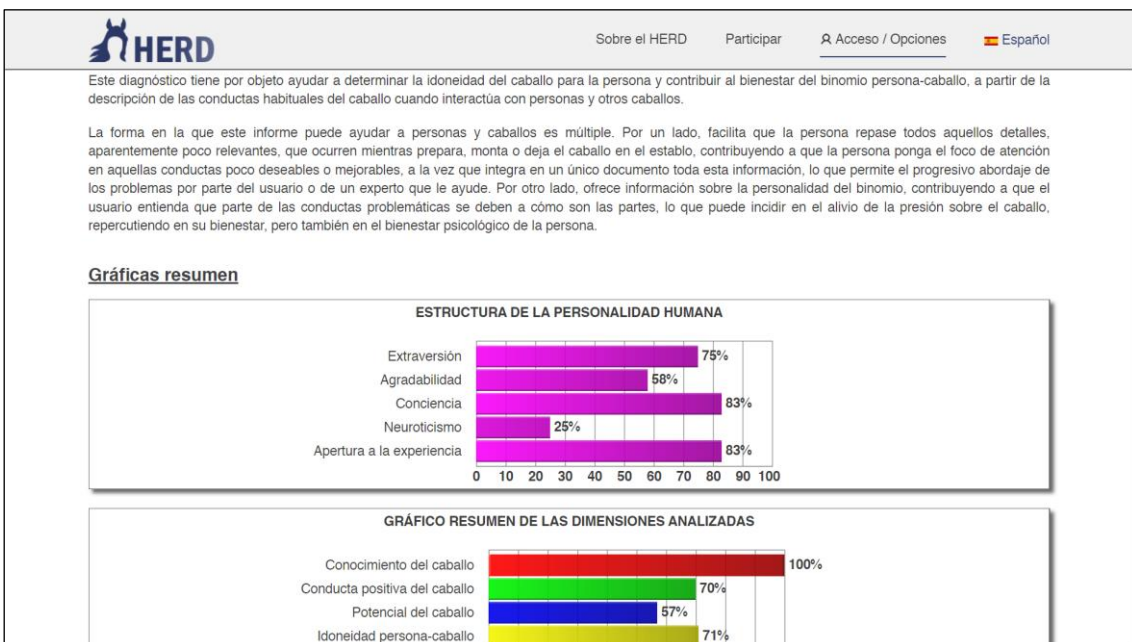 HERD
Sobre el HERD Participar Acceso / Opciones Español
Este diagnóstico tiene por objeto ayudar a determinar la idoneidad del caballo para la persona y contribuir al bienestar del binomio persona-caballo, a partir de la
descripción de las conductas habituales del caballo cuando interactúa con personas y otros caballos.
La forma en la que este informe puede ayudar a personas y caballos es múltiple. Por un lado, facilita que la persona repase todos aquellos detalles,
aparentemente poco relevantes, que ocurren mientras prepara, monta o deja el caballo en el establo, contribuyendo a que la persona ponga el foco de atención
en aquellas conductas poco deseables o mejorables, a la vez que integra en un único documento toda esta información, lo que permite el progresivo abordaje de
los problemas por parte del usuario o de un experto que le ayude. Por otro lado, ofrece información sobre la personalidad del binomio, contribuyendo a que el
usuario entienda que parte de las conductas problemáticas se deben a cómo son las partes, lo que puede incidir en el alivio de la presión sobre el caballo,
repercutiendo en su bienestar, pero también en el bienestar psicológico de la persona.
Gráficas resumen
ESTRUCTURA DE LA PERSONALIDAD HUMANA
Extraversión 75%
Agradabilidad 58%
Conciencia 83%
Neuroticismo 25%
Apertura a la experiencia 83%
0 10 20 30 40 50 60 70 80 90 100
GRÁFICO RESUMEN DE LAS DIMENSIONES ANALIZADAS
Conocimiento del caballo 100%
Conducta positiva del caballo 70%
Potencial del caballo 57%
Idoneidad persona-caballo 71%